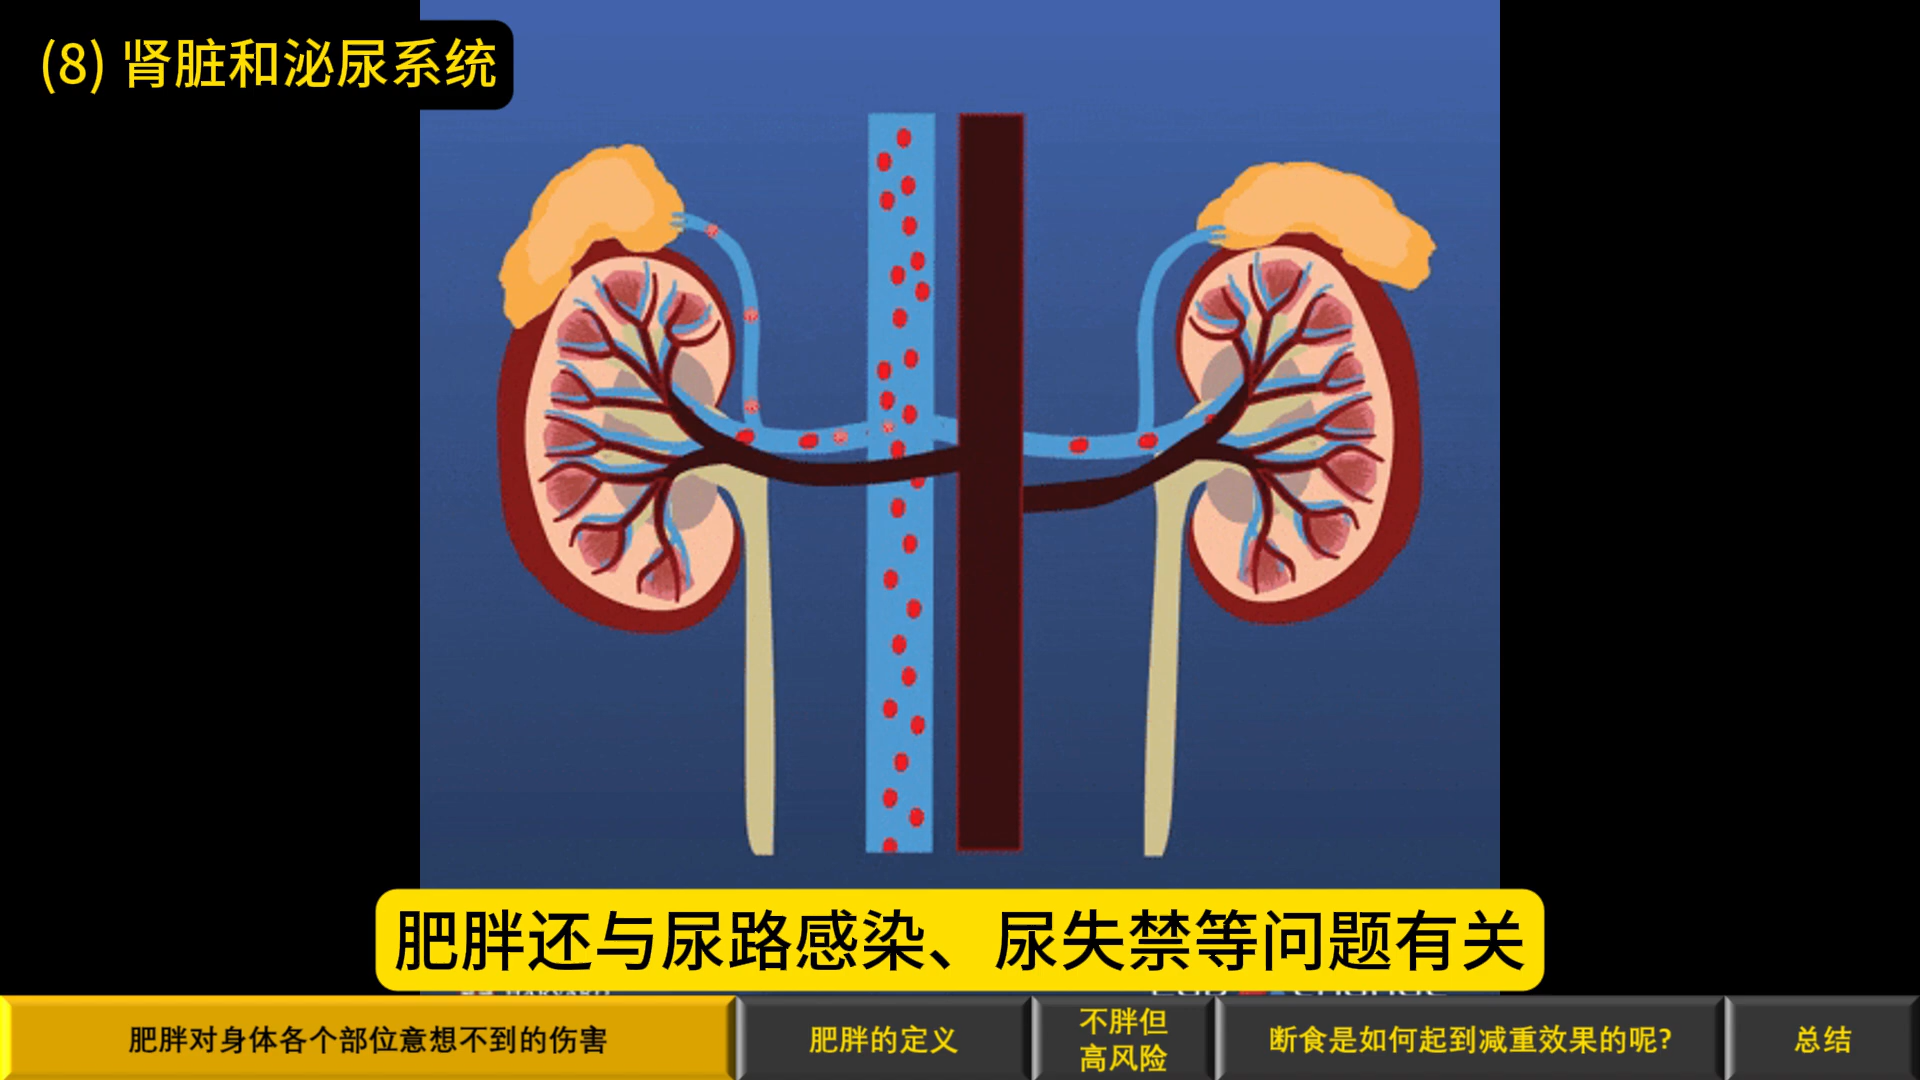 (8) 肾脏和泌尿系统
肥胖还与尿路感染、尿失禁等问题有关
肥胖对身体各个部位意想不到的伤害
肥胖的定义
不胖但
高风险
断食是如何起到减重效果的呢?
总结